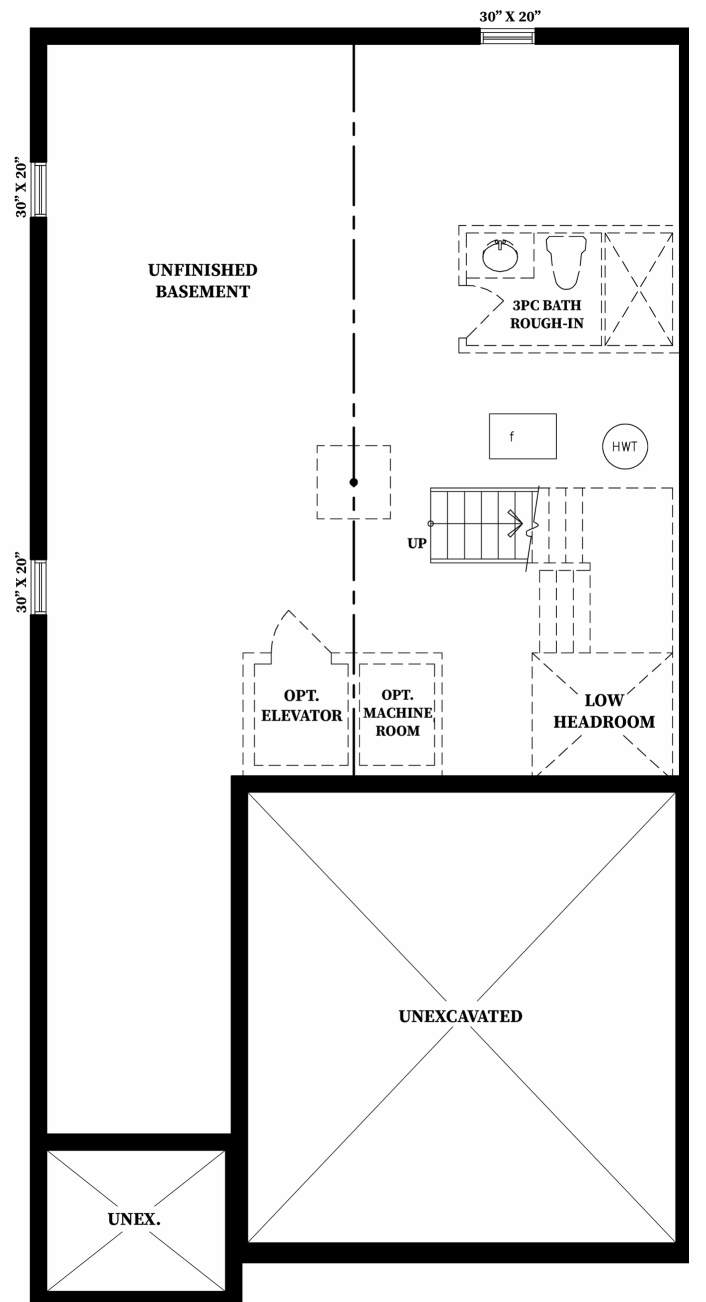 30” X 20”
30” X 20”
UNFINISHED
BASEMENT
3PC BATH
ROUGH-IN
f
HWT
UP
30” X 20”
OPT.
ELEVATOR
OPT.
MACHINE
ROOM
LOW
HEADROOM
UNEXCAVATED
UNEX.